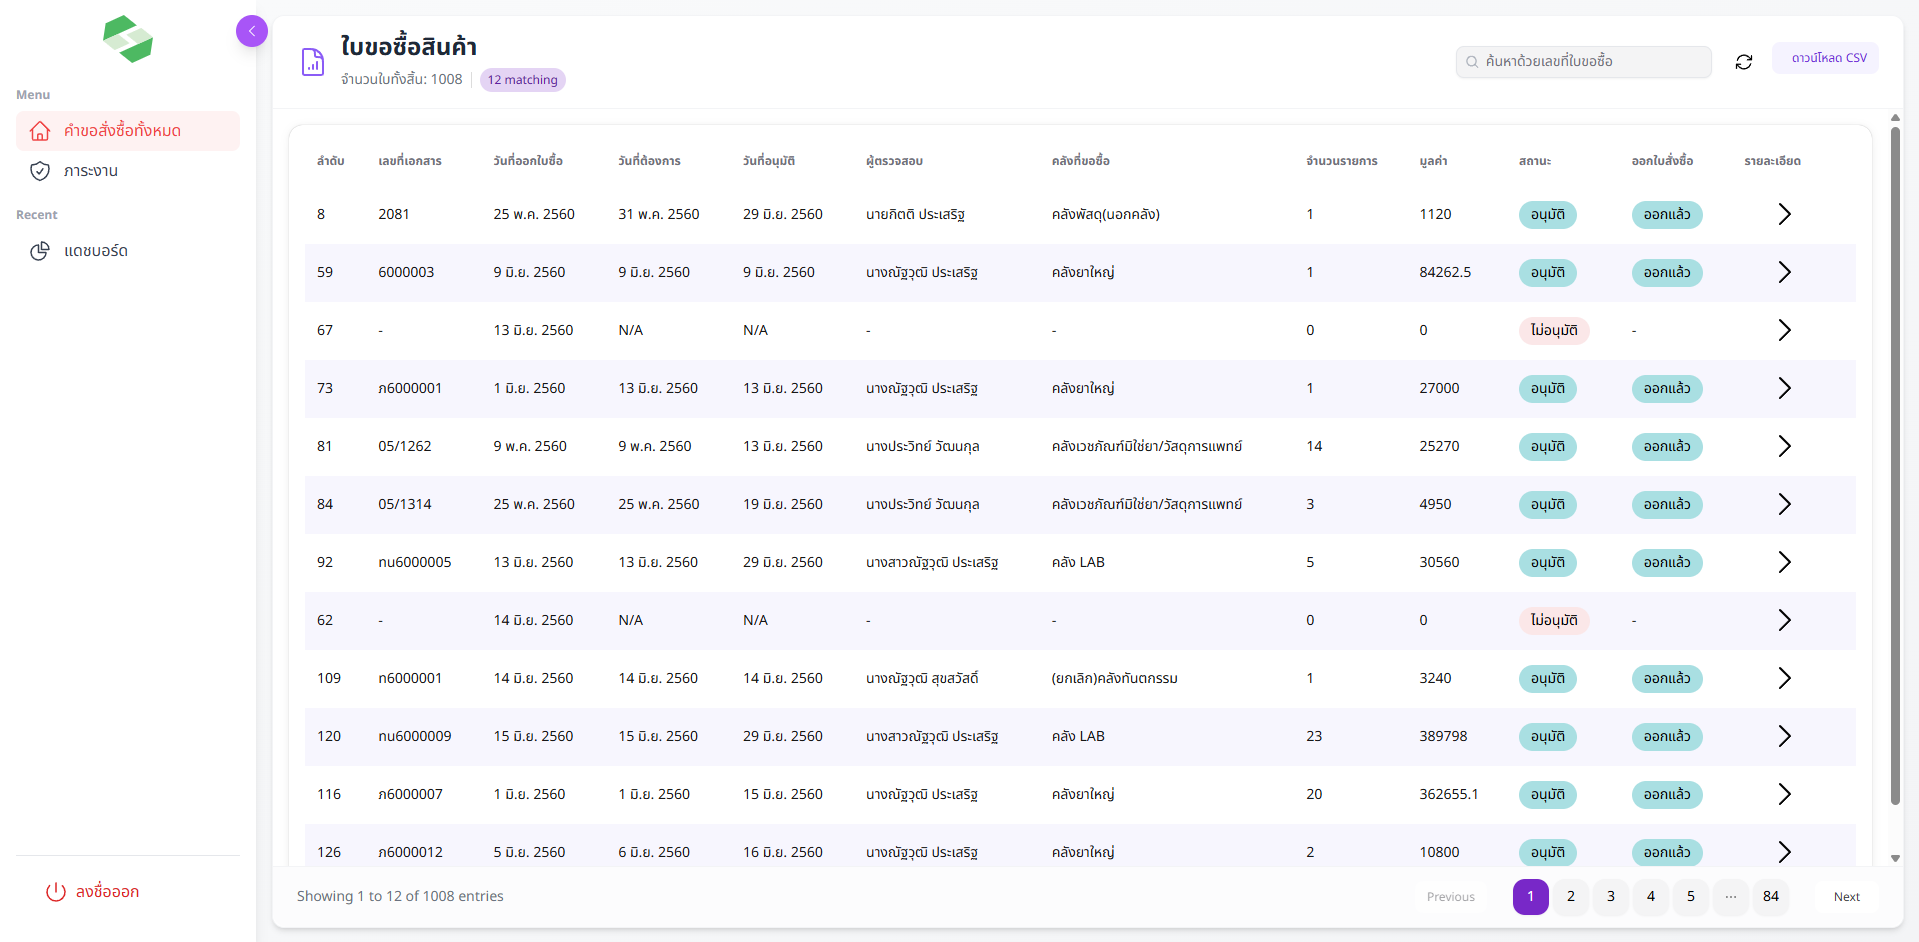 Menu
คำขอสั่งซื้อทั้งหมด
ภาระงาน
Recent
แดชบอร์ด
ลงชื่อออก
ใบขอซื้อสินค้า
จำนวนใบทั้งสิ้น: 1008 12 matching
ค้นหาด้วยเลขที่ใบขอซื้อ
ดาวน์โหลด CSV
ลำดับ เลขที่เอกสาร วันที่ออกใบซื้อ วันที่ต้องการ วันที่อนุมัติ ผู้ตรวจสอบ คลังที่ขอซื้อ จำนวนรายการ มูลค่า สถานะ ออกใบสั่งซื้อ รายละเอียด
8 2081 25 พ.ค. 2560 31 พ.ค. 2560 29 มิ.ย. 2560 นายกิตติ ประเสริฐ คลังพัสดุ(นอกคลัง) 1 1120 อนุมัติ ออกแล้ว
59 6000003 9 มิ.ย. 2560 9 มิ.ย. 2560 9 มิ.ย. 2560 นางณัฐวุฒิ ประเสริฐ คลังยาใหญ่ 1 84262.5 อนุมัติ ออกแล้ว
67 - 13 มิ.ย. 2560 N/A N/A - - 0 0 ไม่อนุมัติ -
73 ภ6000001 1 มิ.ย. 2560 13 มิ.ย. 2560 13 มิ.ย. 2560 นางณัฐวุฒิ ประเสริฐ คลังยาใหญ่ 1 27000 อนุมัติ ออกแล้ว
81 05/1262 9 พ.ค. 2560 9 พ.ค. 2560 13 มิ.ย. 2560 นางประวิทย์ วัฒนกุล คลังเวชภัณฑ์มิใช่ยา/วัสดุการแพทย์ 14 25270 อนุมัติ ออกแล้ว
84 05/1314 25 พ.ค. 2560 25 พ.ค. 2560 19 มิ.ย. 2560 นางประวิทย์ วัฒนกุล คลังเวชภัณฑ์มิใช่ยา/วัสดุการแพทย์ 3 4950 อนุมัติ ออกแล้ว
92 ทน6000005 13 มิ.ย. 2560 13 มิ.ย. 2560 29 มิ.ย. 2560 นางสาวณัฐวุฒิ ประเสริฐ คลัง LAB 5 30560 อนุมัติ ออกแล้ว
62 - 14 มิ.ย. 2560 N/A N/A - - 0 0 ไม่อนุมัติ -
109 ท6000001 14 มิ.ย. 2560 14 มิ.ย. 2560 14 มิ.ย. 2560 นางณัฐวุฒิ สุขสวัสดิ์ (ยกเลิก)คลังทันตกรรม 1 3240 อนุมัติ ออกแล้ว
120 ทน6000009 15 มิ.ย. 2560 15 มิ.ย. 2560 29 มิ.ย. 2560 นางสาวณัฐวุฒิ ประเสริฐ คลัง LAB 23 389798 อนุมัติ ออกแล้ว
116 ภ6000007 1 มิ.ย. 2560 1 มิ.ย. 2560 15 มิ.ย. 2560 นางณัฐวุฒิ ประเสริฐ คลังยาใหญ่ 20 362655.1 อนุมัติ ออกแล้ว
126 ภ6000012 5 มิ.ย. 2560 6 มิ.ย. 2560 16 มิ.ย. 2560 นางณัฐวุฒิ ประเสริฐ คลังยาใหญ่ 2 10800 อนุมัติ ออกแล้ว
Showing 1 to 12 of 1008 entries
Previous 1 2 3 4 5 ... 84 Next